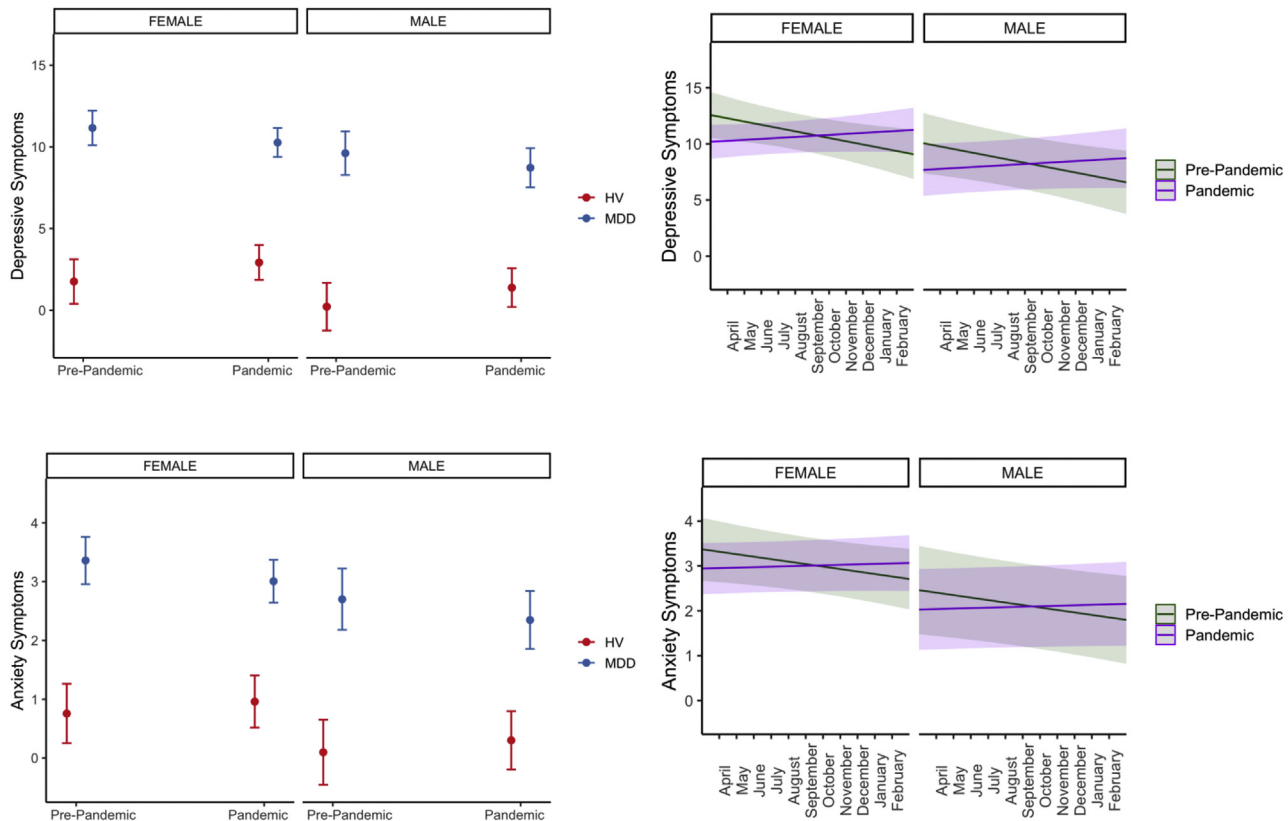 FEMALE MALE
Depressive Symptoms
15
10
5
0
Pre-Pandemic Pandemic Pre-Pandemic Pandemic
HV
MDD
FEMALE MALE
Depressive Symptoms
15
10
5
0
April May June July August September October November December January February
April May June July August September October November December January February
Pre-Pandemic
Pandemic
FEMALE MALE
Anxiety Symptoms
4
3
2
1
0
Pre-Pandemic Pandemic Pre-Pandemic Pandemic
HV
MDD
FEMALE MALE
Anxiety Symptoms
4
3
2
1
0
April May June July August September October November December January February
April May June July August September October November December January February
Pre-Pandemic
Pandemic